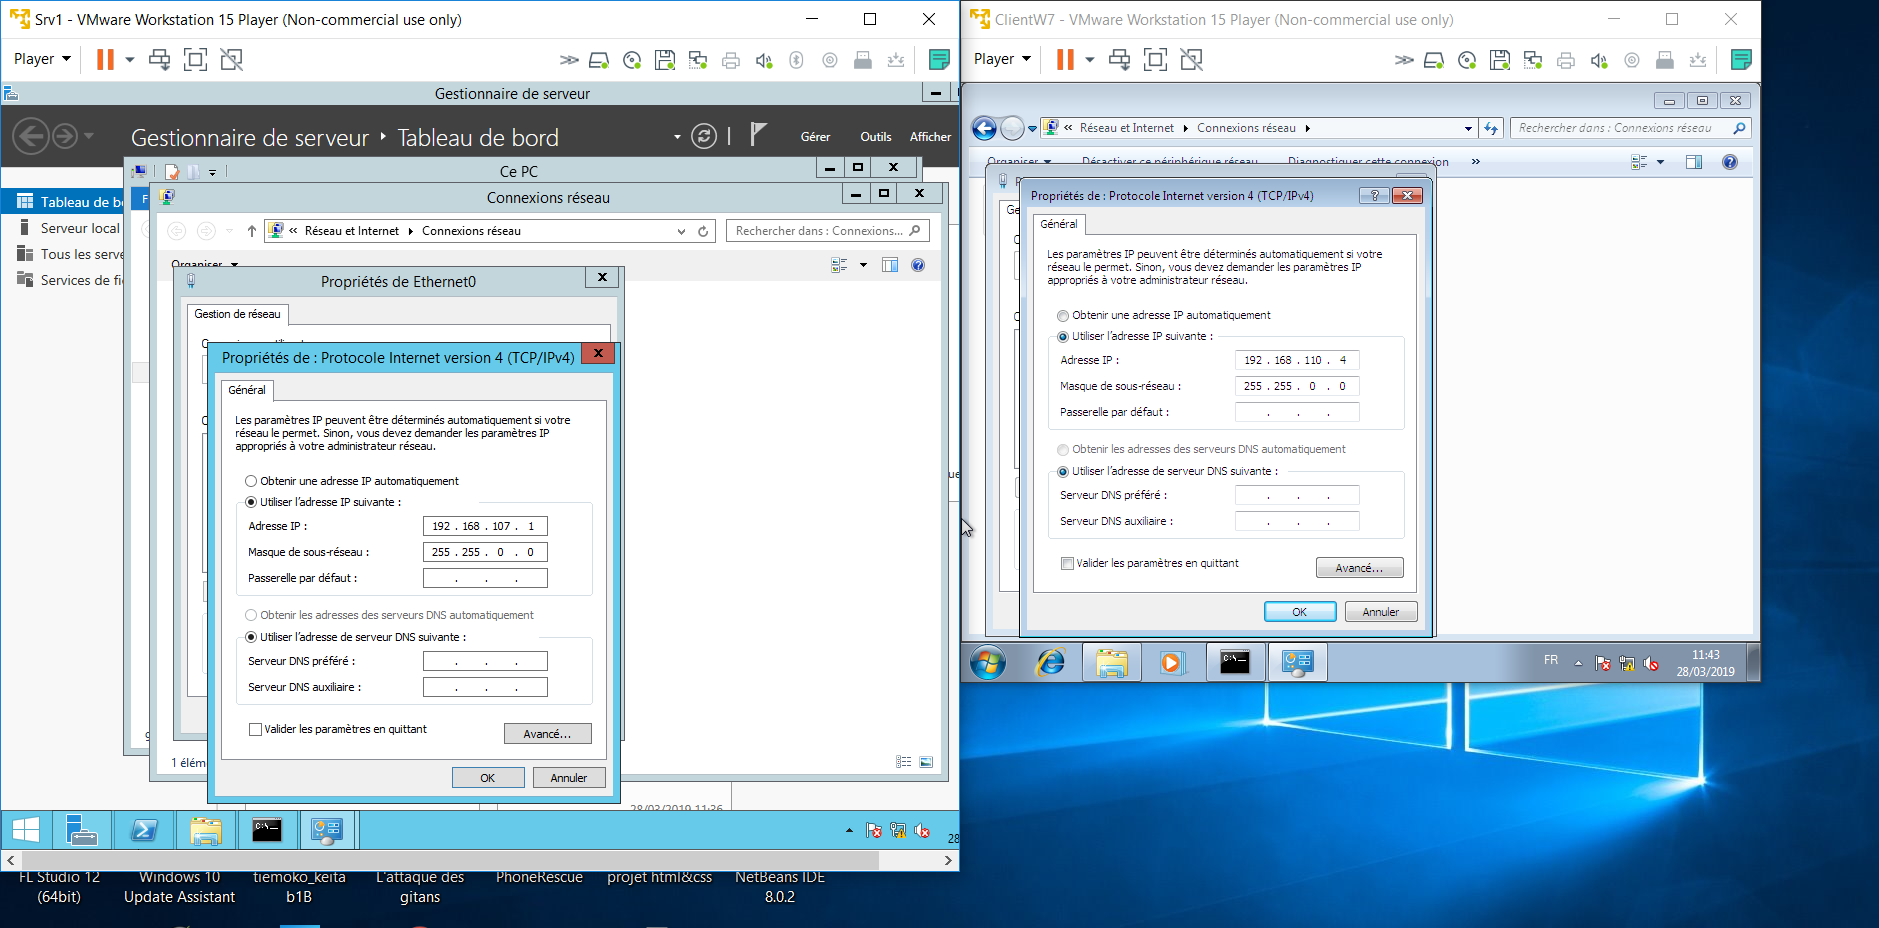 Srv1 - VMware Workstation 15 Player (Non-commercial use only)
Player
Gestionnaire de serveur
Gestionnaire de serveur
Tableau de bord
Gérer
Outils
Afficher
Ce PC
Tableau de b
Serveur local
Tous les serve
Services de fi
Connexions réseau
« Réseau et Internet
Connexions réseau
Rechercher dans : Connexions...
Organiser
Propriétés de Ethernet0
Gestion de réseau
Propriétés de : Protocole Internet version 4 (TCP/IPv4)
Général
Les paramètres IP peuvent être déterminés automatiquement si votre
réseau le permet. Sinon, vous devez demander les paramètres IP
appropriés à votre administrateur réseau.
Obtenir une adresse IP automatiquement
Utiliser l'adresse IP suivante :
Adresse IP :
192 . 168 . 107 . 1
Masque de sous-réseau :
255 . 255 . 0 . 0
Passerelle par défaut :
. . .
Obtenir les adresses des serveurs DNS automatiquement
Utiliser l'adresse de serveur DNS suivante :
Serveur DNS préféré :
. . .
Serveur DNS auxiliaire :
. . .
Valider les paramètres en quittant
Avancé...
OK
Annuler
1 élém
28/03/2019 11:36
28
FL Studio 12
(64bit)
Windows 10
Update Assistant
tiemoko_keita
b1B
L'attaque des
gitans
PhoneRescue
projet html&css
NetBeans IDE
8.0.2
ClientW7 - VMware Workstation 15 Player (Non-commercial use only)
Player
« Réseau et Internet
Connexions réseau
Rechercher dans : Connexions réseau
Organiser
Désactiver ce périphérique réseau
Diagnostiquer cette connexion
»
Propriétés de : Protocole Internet version 4 (TCP/IPv4)
Général
Les paramètres IP peuvent être déterminés automatiquement si votre
réseau le permet. Sinon, vous devez demander les paramètres IP
appropriés à votre administrateur réseau.
Obtenir une adresse IP automatiquement
Utiliser l'adresse IP suivante :
Adresse IP :
192 . 168 . 110 . 4
Masque de sous-réseau :
255 . 255 . 0 . 0
Passerelle par défaut :
. . .
Obtenir les adresses des serveurs DNS automatiquement
Utiliser l'adresse de serveur DNS suivante :
Serveur DNS préféré :
. . .
Serveur DNS auxiliaire :
. . .
Valider les paramètres en quittant
Avancé...
OK
Annuler
FR
11:43
28/03/2019